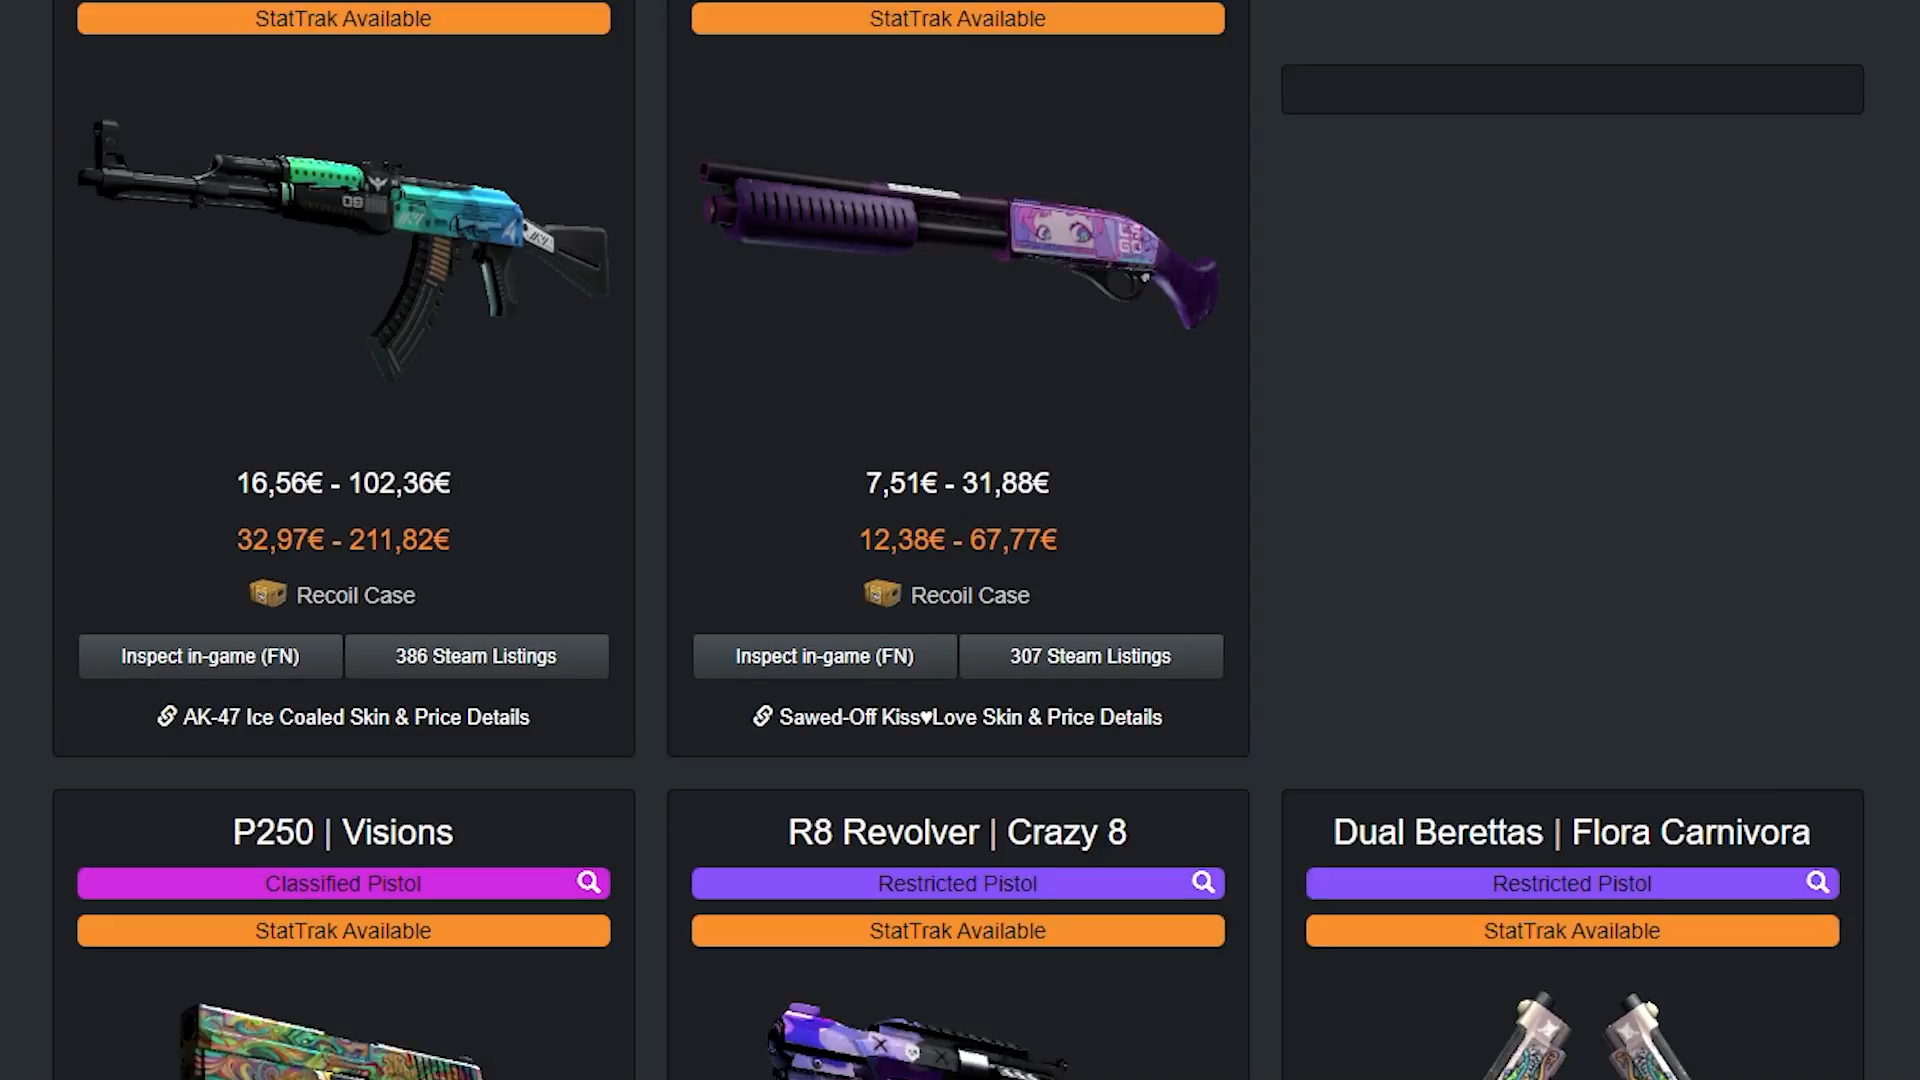 StatTrak Available
StatTrak Available
09
16,56€ - 102,36€
32,97€ - 211,82€
Recoil Case
Inspect in-game (FN)
386 Steam Listings
AK-47 Ice Coaled Skin & Price Details
7,51€ - 31,88€
12,38€ - 67,77€
Recoil Case
Inspect in-game (FN)
307 Steam Listings
Sawed-Off Kiss♥Love Skin & Price Details
P250 | Visions
Classified Pistol
StatTrak Available
R8 Revolver | Crazy 8
Restricted Pistol
StatTrak Available
Dual Berettas | Flora Carnivora
Restricted Pistol
StatTrak Available